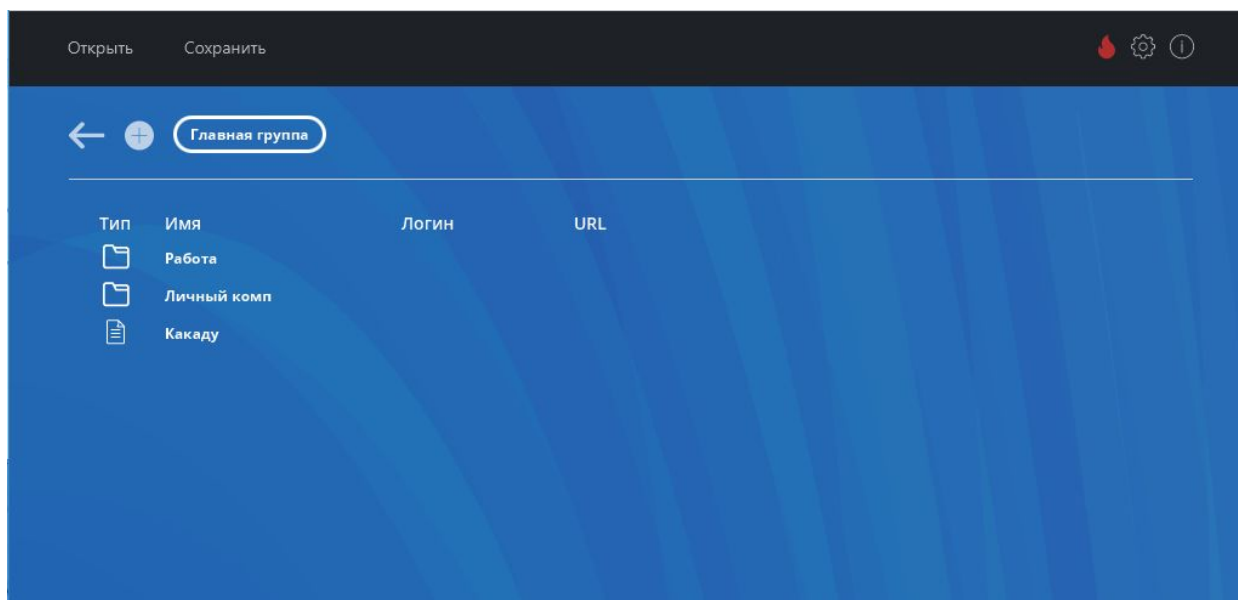 Открыть Сохранить
Главная группа
Тип Имя Логин URL
Работа
Личный комп
Какаду